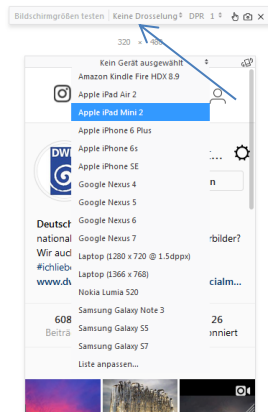 Bildschirmgrößen testen Keine Drosselung DPR 1
320 × 480
Kein Gerät ausgewählt
Amazon Kindle Fire HDX 8.9
Apple iPad Air 2
Apple iPad Mini 2
Apple iPhone 6 Plus
Apple iPhone 6s
Apple iPhone SE
Google Nexus 4
Google Nexus 5
Google Nexus 6
Google Nexus 7
Laptop (1280 x 720 @ 1.5dppx)
Laptop (1366 x 768)
Nokia Lumia 520
Samsung Galaxy Note 3
Samsung Galaxy S5
Samsung Galaxy S7
Liste anpassen...
DW
... 
n
Deutsch
national rbilder?
Wir auch
#ichliebe
www.dw cialm...
608 26
Beiträ onniert